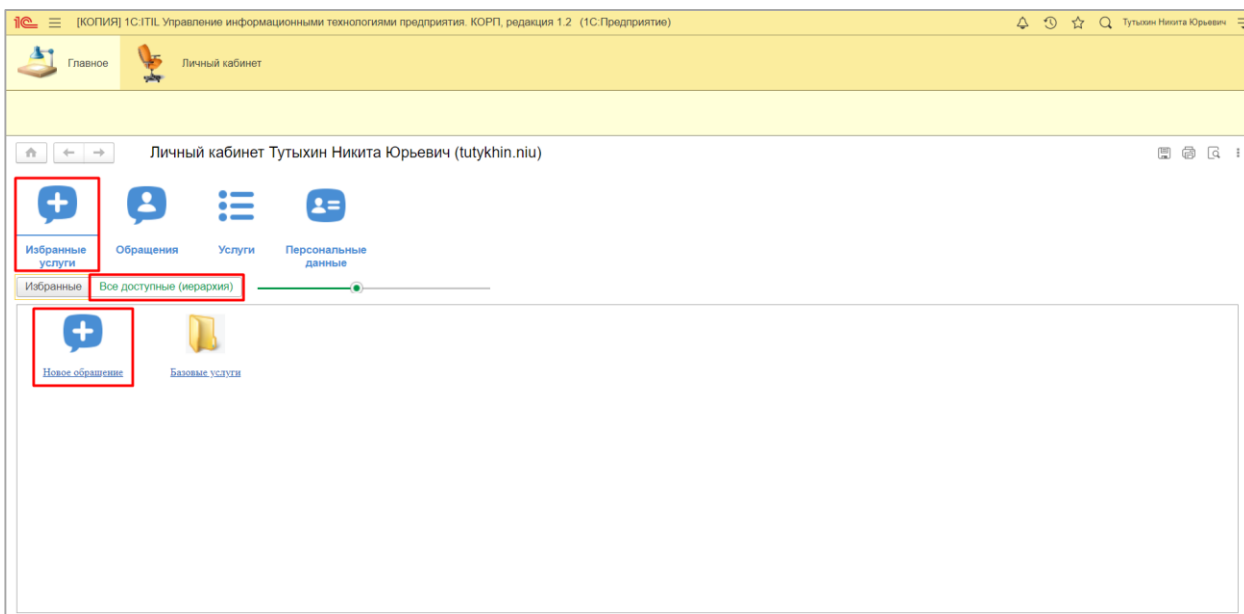 1С [КОПИЯ] 1С:ITIL Управление информационными технологиями предприятия. КОРП, редакция 1.2 (1С:Предприятие) Тутыхин Никита Юрьевич
Главное Личный кабинет
Личный кабинет Тутыхин Никита Юрьевич (tutykhin.niu)
Избранные
услуги
Обращения
Услуги
Персональные
данные
Избранные Все доступные (иерархия)
Новое обращение Базовые услуги